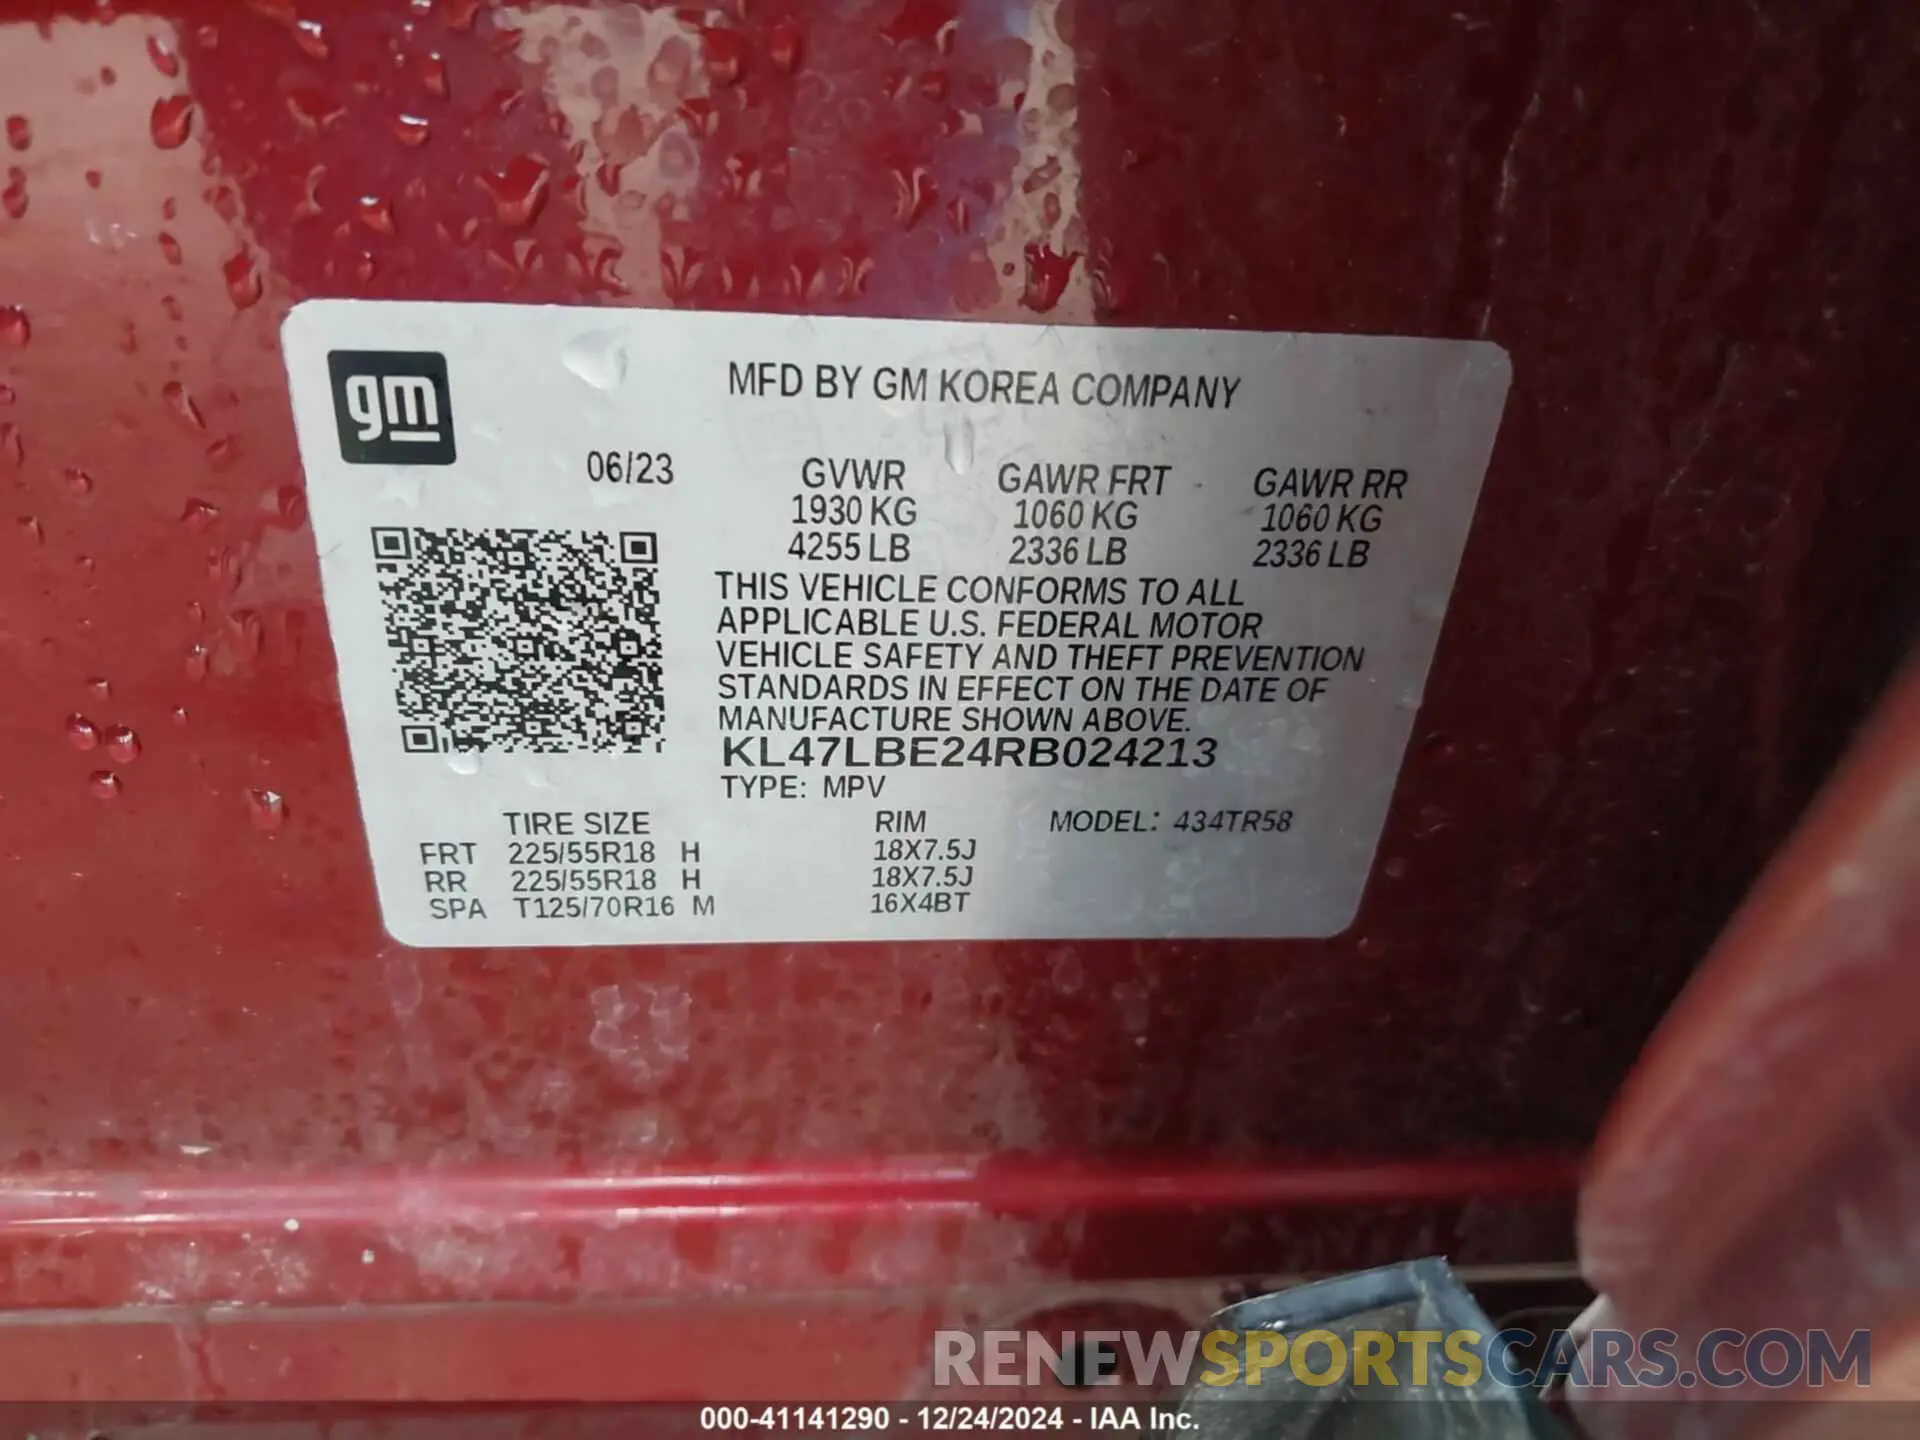 gm
MFD BY GM KOREA COMPANY
06/23
GVWR GAWR FRT GAWR RR
1930 KG 1060 KG 1060 KG
4255 LB 2336 LB 2336 LB
THIS VEHICLE CONFORMS TO ALL
APPLICABLE U.S. FEDERAL MOTOR
VEHICLE SAFETY AND THEFT PREVENTION
STANDARDS IN EFFECT ON THE DATE OF
MANUFACTURE SHOWN ABOVE.
KL47LBE24RB024213
TYPE: MPV
TIRE SIZE RIM MODEL: 434TR58
FRT 225/55R18 H 18X7.5J
RR 225/55R18 H 18X7.5J
SPA T125/70R16 M 16X4BT
RENEWSPORTSCARS.COM
000-41141290 - 12/24/2024 - IAA Inc.